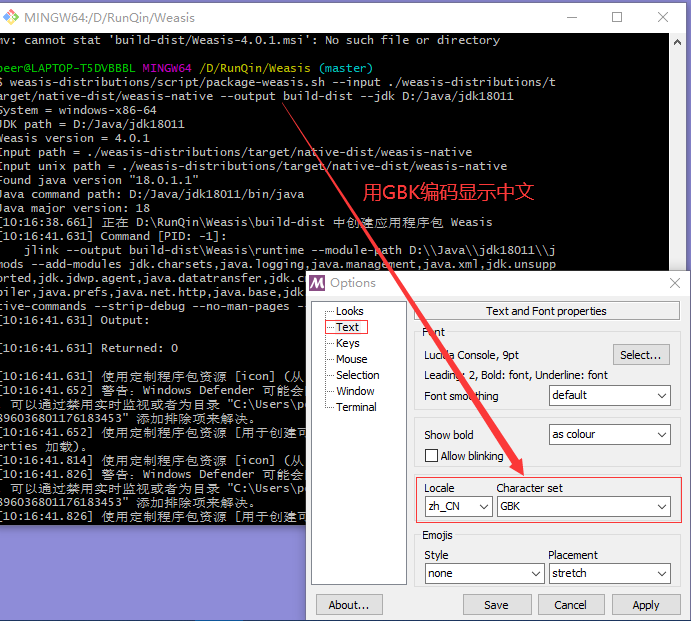 MINGW64:/D/RunQin/Weasis
mv: cannot stat 'build-dist/Weasis-4.0.1.msi': No such file or directory
peer@LAPTOP-T5DVBBBL MINGW64 /D/RunQin/Weasis (master)
$ weasis-distributions/script/package-weasis.sh --input ./weasis-distributions/t
arget/native-dist/weasis-native --output build-dist --jdk D:/Java/jdk18011
System = windows-x86-64
JDK path = D:/Java/jdk18011
Weasis version = 4.0.1
Input path = ./weasis-distributions/target/native-dist/weasis-native
Input unix path = ./weasis-distributions/target/native-dist/weasis-native
Found java version "18.0.1.1"
Java command path: D:/Java/jdk18011/bin/java
Java major version: 18
用GBK编码显示中文
[10:16:38.661] 正在 D:\RunQin\Weasis\build-dist 中创建应用程序包 Weasis
[10:16:41.631] Command [PID: -1]:
jlink --output build-dist\Weasis\runtime --module-path D:\\Java\\jdk18011\\j
mods --add-modules jdk.charsets,java.logging,java.management,java.xml,jdk.unsupp
orted,jdk.jdwp.agent,java.datatransfer,jdk.c
piler,java.prefs,java.net.http,java.base,jdk
tive-commands --strip-debug --no-man-pages -
[10:16:41.631] Output:
[10:16:41.631] Returned: 0
[10:16:41.631] 使用定制程序包资源 [icon] (从
[10:16:41.652] 警告: Windows Defender 可能会
可以通过禁用实时监视或者为目录 "C:\Users\pe
896036801176183453" 添加排除项来解决。
[10:16:41.652] 使用定制程序包资源 [用于创建可
erties 加载)。
[10:16:41.814] 使用定制程序包资源 [icon] (从
[10:16:41.826] 警告: Windows Defender 可能会
可以通过禁用实时监视或者为目录 "C:\Users\pe
896036801176183453" 添加排除项来解决。
[10:16:41.826] 使用定制程序包资源 [用于创建可
Options
Looks
Text
Keys
Mouse
Selection
Window
Terminal
Text and Font properties
Font
Lucida Console, 9pt
Select...
Leading: 2, Bold: font, Underline: font
Font smoothing
default
Show bold
as colour
Allow blinking
Locale
Character set
zh_CN
GBK
Emojis
Style
Placement
none
stretch
About...
Save
Cancel
Apply